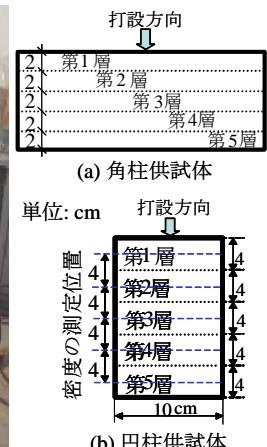 打設方向
2 第1層
2 第2層
2 第3層
2 第4層
2 第5層
(a) 角柱供試体
単位: cm 打設方向
密度の測定位置
第1層 4
4 第2層 4
4 第3層 4
4 第4層 4
4 第5層 4
10cm
(b) 円柱供試体